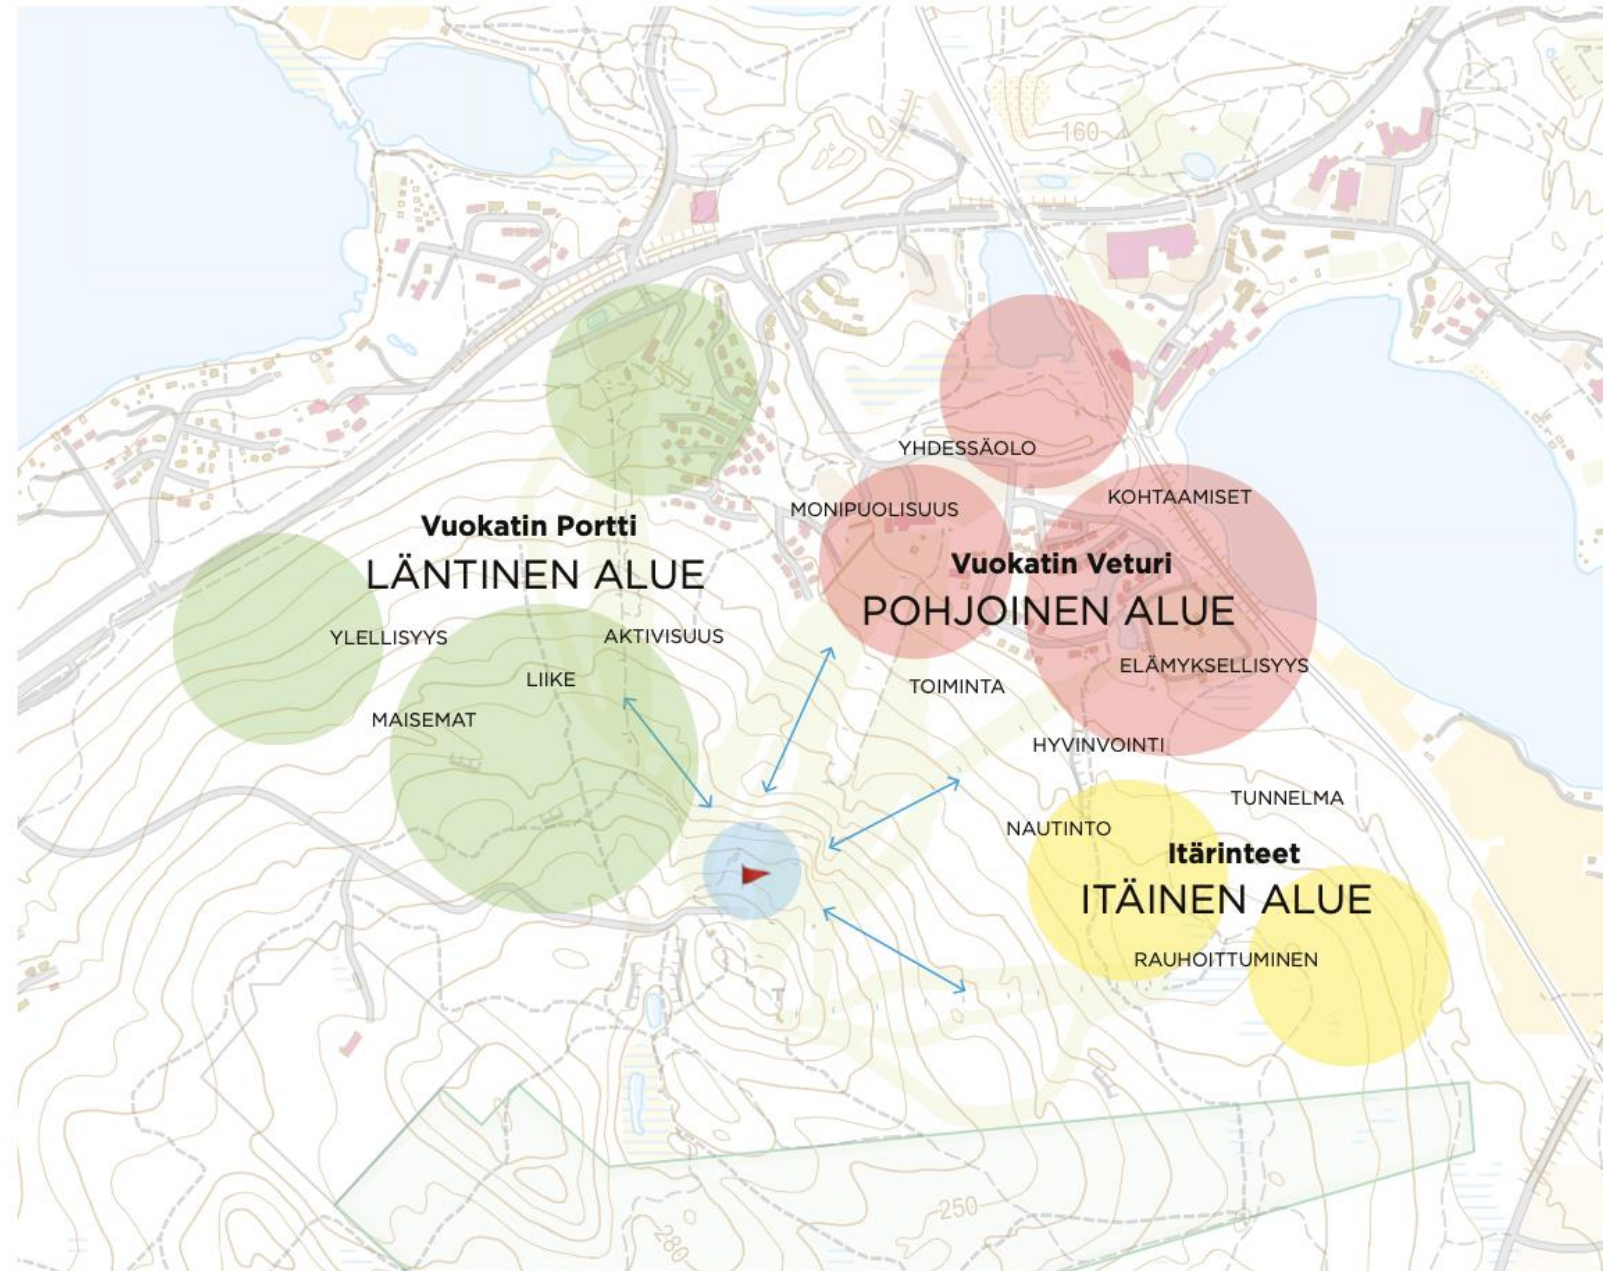 160
YHDESSÄOLO
KOHTAAMISET
MONIPUOLISUUS
Vuokatin Portti
LÄNTINEN ALUE
Vuokatin Veturi
POHJOINEN ALUE
YLELLISYYS
AKTIVISUUS
LIIKE
ELÄMYKSELLISYYS
TOIMINTA
MAISEMAT
HYVINVOINTI
TUNNELMA
NAUTINTO
Itärinteet
ITÄINEN ALUE
RAUHOITTUMINEN
250
280